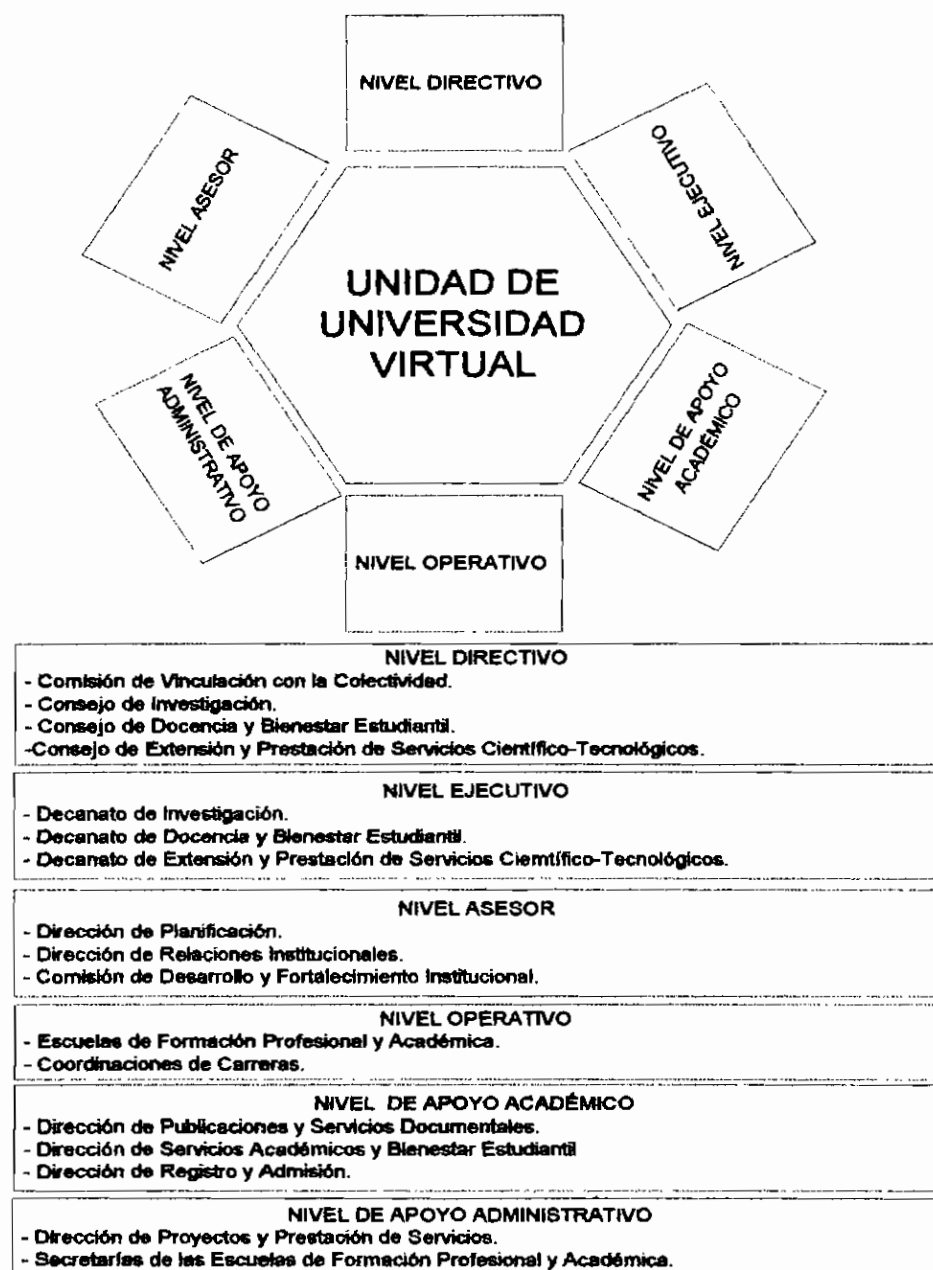 NIVEL DIRECTIVO
NIVEL ASESOR
NIVEL EJECUTIVO
UNIDAD DE
UNIVERSIDAD
VIRTUAL
NIVEL DE APOYO
ADMINISTRATIVO
NIVEL DE APOYO
ACADÉMICO
NIVEL OPERATIVO
NIVEL DIRECTIVO
- Comisión de Vinculación con la Colectividad.
- Consejo de Investigación.
- Consejo de Docencia y Bienestar Estudiantil.
-Consejo de Extensión y Prestación de Servicios Científico-Tecnológicos.
NIVEL EJECUTIVO
- Decanato de Investigación.
- Decanato de Docencia y Bienestar Estudiantil.
- Decanato de Extensión y Prestación de Servicios Ciemtífico-Tecnológicos.
NIVEL ASESOR
- Dirección de Planificación.
- Dirección de Relaciones Institucionales.
- Comisión de Desarrollo y Fortalecimiento Institucional.
NIVEL OPERATIVO
- Escuelas de Formación Profesional y Académica.
- Coordinaciones de Carreras.
NIVEL DE APOYO ACADÉMICO
- Dirección de Publicaciones y Servicios Documentales.
- Dirección de Servicios Académicos y Bienestar Estudiantil
- Dirección de Registro y Admisión.
NIVEL DE APOYO ADMINISTRATIVO
- Dirección de Proyectos y Prestación de Servicios.
- Secretarías de las Escuelas de Formación Profesional y Académica.